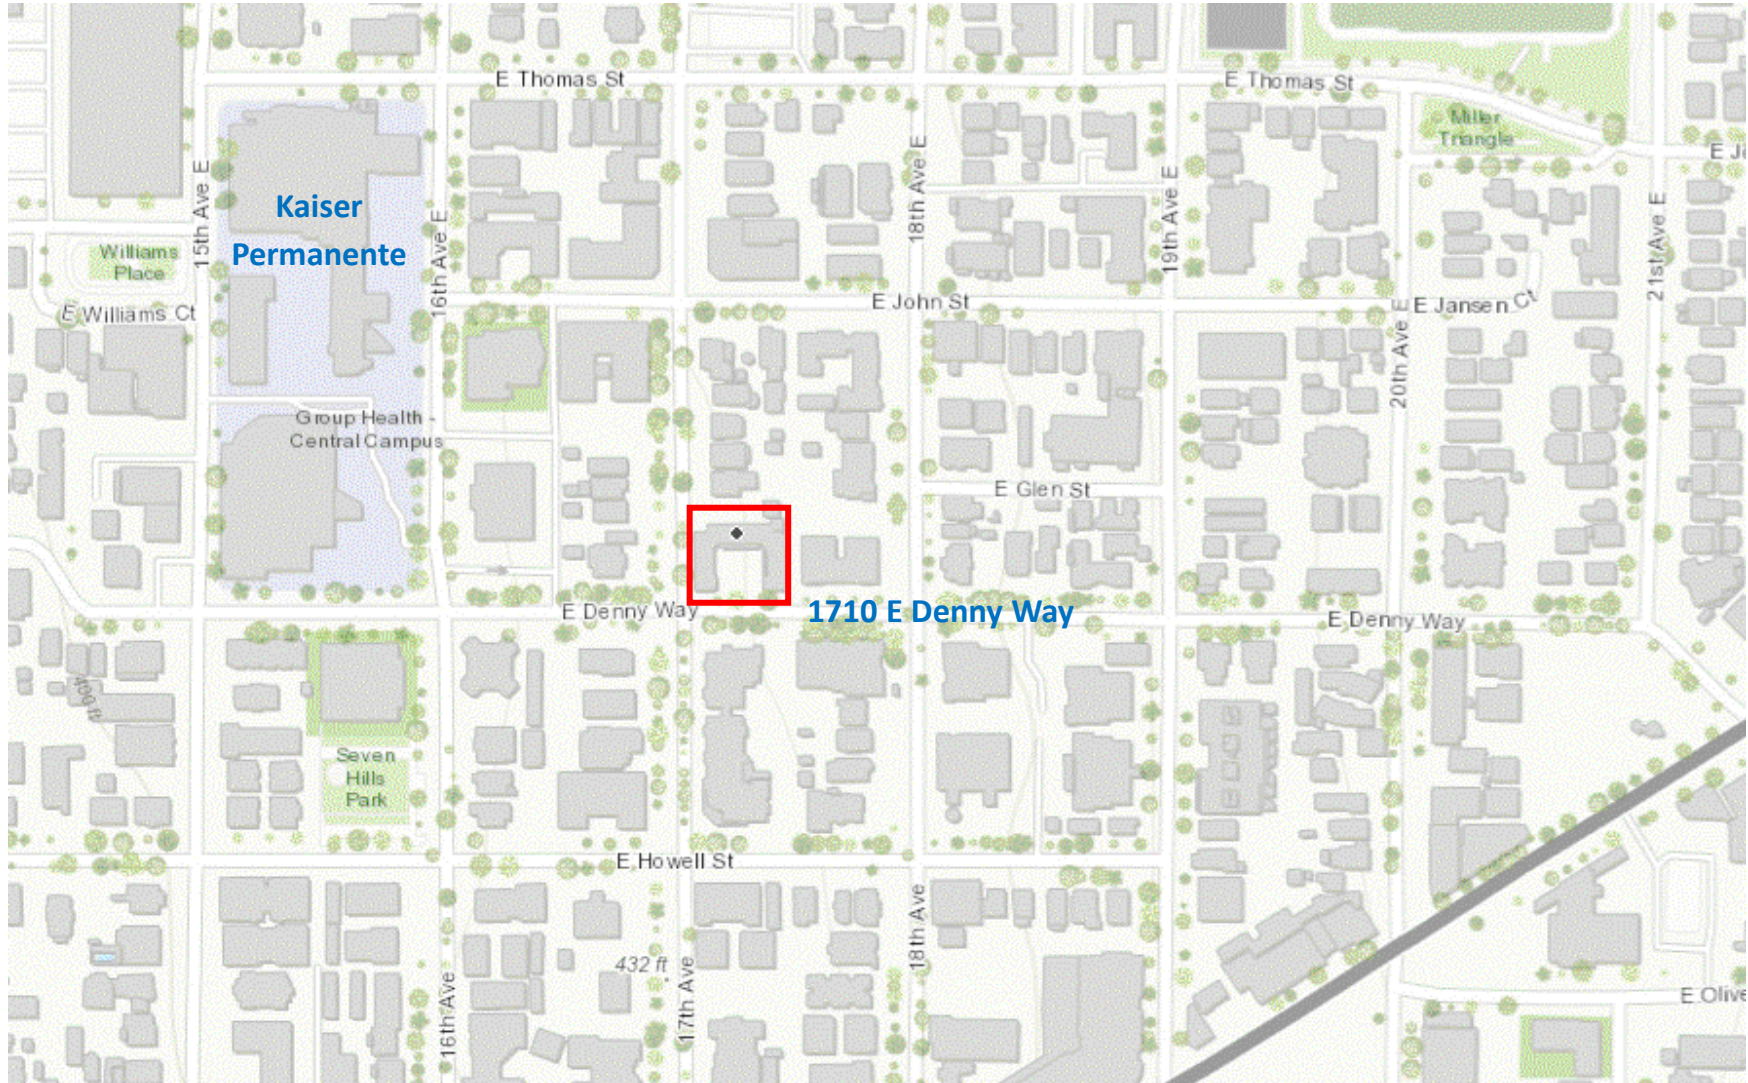 E Thomas St
E Thomas St
Miller
Triangle
15th Ave E
Kaiser
Permanente
16th Ave E
18th Ave E
19th Ave E
21st Ave E
Williams
Place
E Williams Ct
E John St
20th Ave E
E Jansen Ct
Group Health -
Central Campus
E Glen St
E Denny Way
1710 E Denny Way
E Denny Way
400 ft
Seven
Hills
Park
E Howell St
432 ft
16th Ave
17th Ave
18th Ave
E Olive